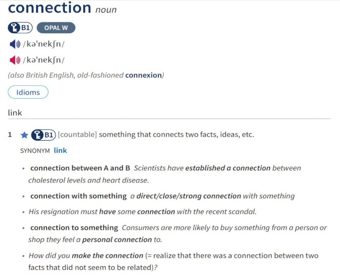 connection noun
B1 OPAL W
/kəˈnekʃn/
/kəˈnekʃn/
(also British English, old-fashioned connexion)
Idioms
link
1 B1 [countable] something that connects two facts, ideas, etc.
SYNONYM link
• connection between A and B Scientists have established a connection between
cholesterol levels and heart disease.
• connection with something a direct/close/strong connection with something
• His resignation must have some connection with the recent scandal.
• connection to something Consumers are more likely to buy something from a person or
shop they feel a personal connection to.
• How did you make the connection (= realize that there was a connection between two
facts that did not seem to be related)?